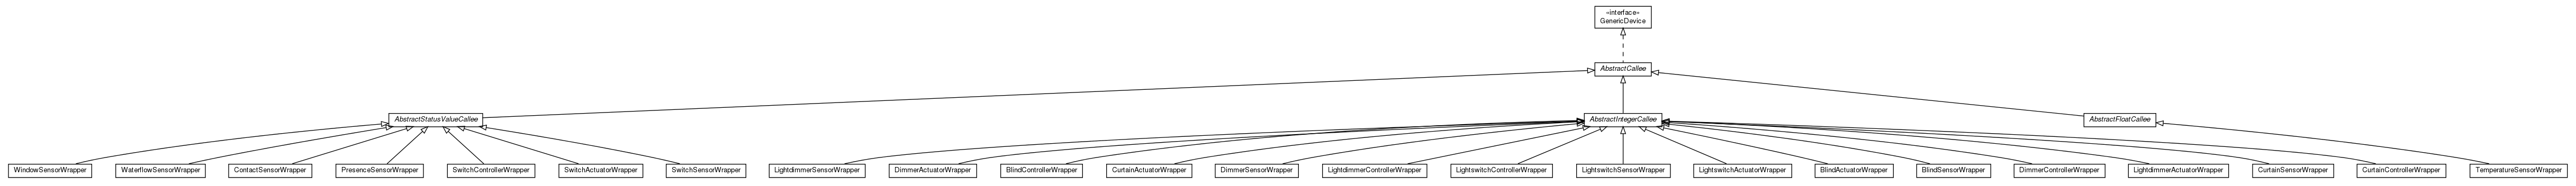 «interface»
GenericDevice
AbstractCallee
AbstractStatusValueCallee
AbstractIntegerCallee
AbstractFloatCallee
WindowSensorWrapper
WaterflowSensorWrapper
ContactSensorWrapper
PresenceSensorWrapper
SwitchControllerWrapper
SwitchActuatorWrapper
SwitchSensorWrapper
LightdimmerSensorWrapper
DimmerActuatorWrapper
BlindControllerWrapper
CurtainActuatorWrapper
DimmerSensorWrapper
LightdimmerControllerWrapper
LightswitchControllerWrapper
LightswitchSensorWrapper
LightswitchActuatorWrapper
BlindActuatorWrapper
BlindSensorWrapper
DimmerControllerWrapper
LightdimmerActuatorWrapper
CurtainSensorWrapper
CurtainControllerWrapper
TemperatureSensorWrapper